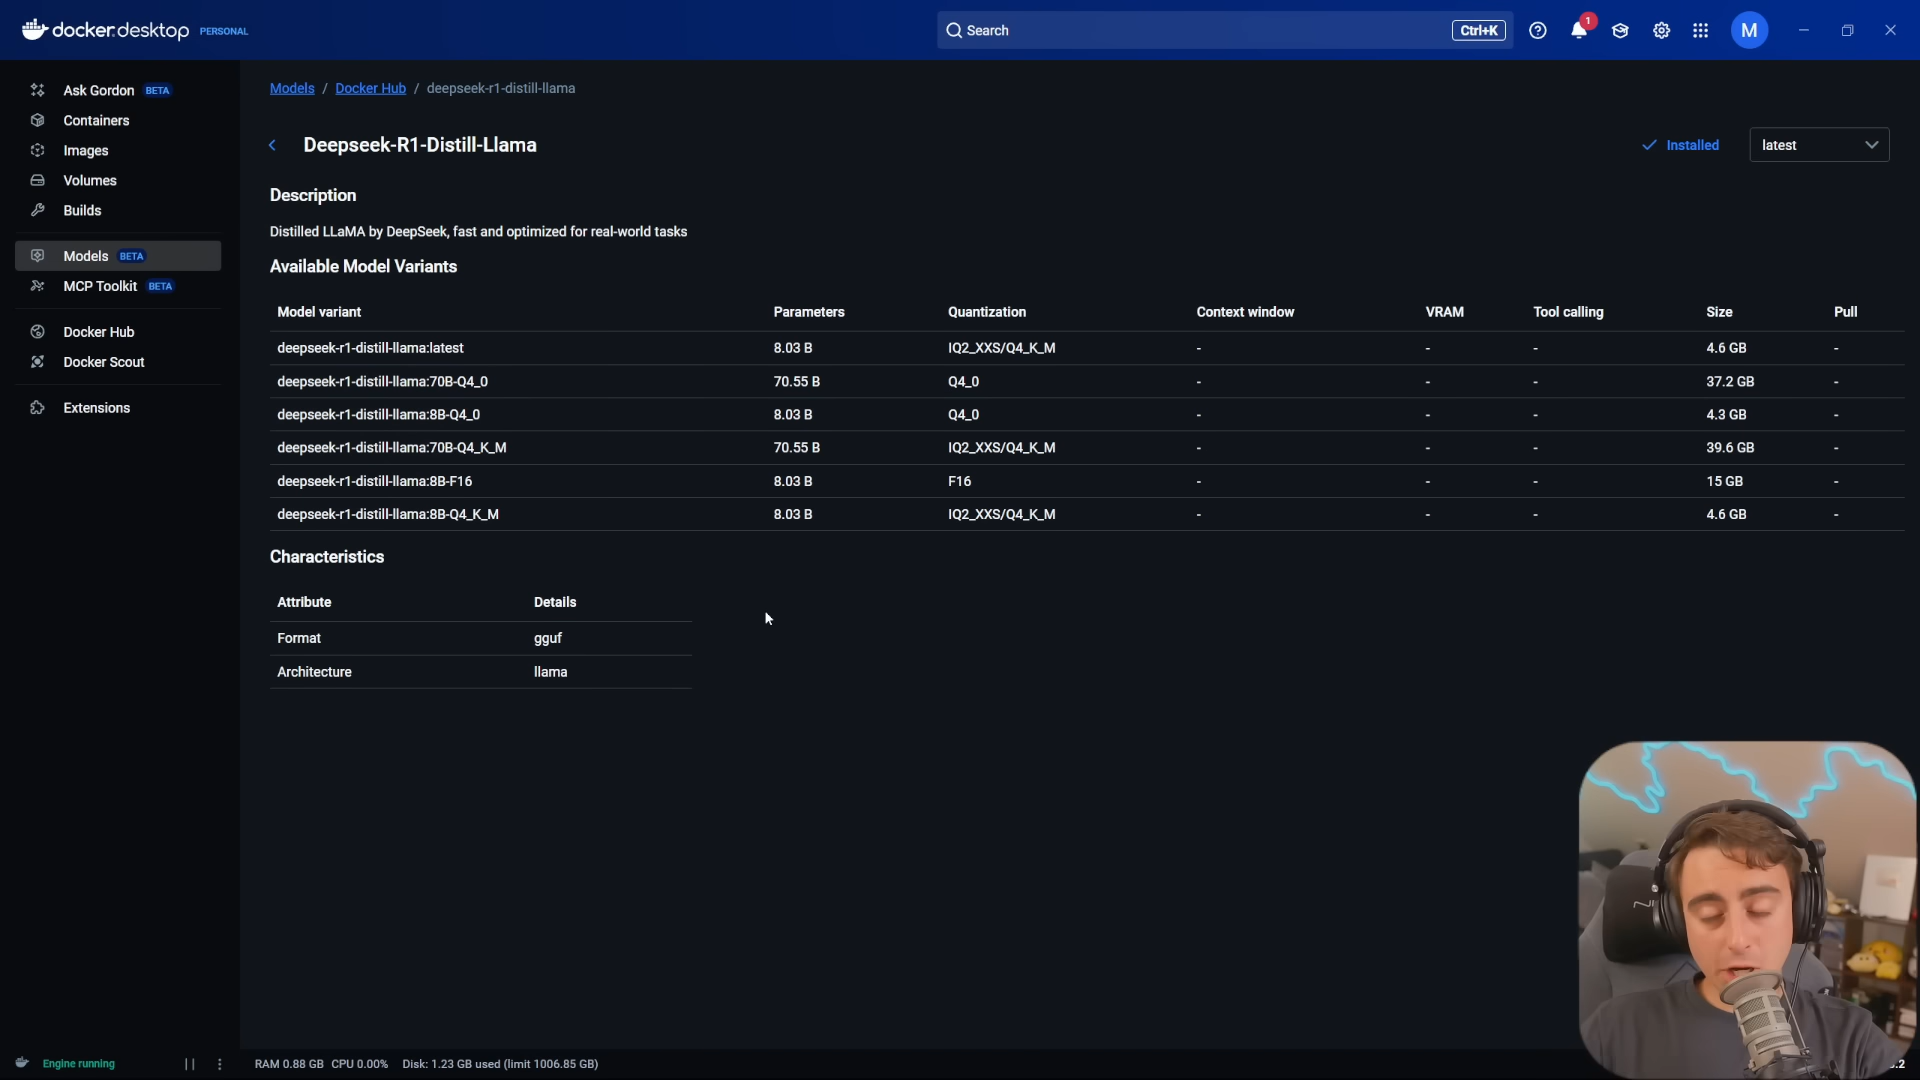 docker.desktop PERSONAL
Search
Ctrl+K
1
M
Ask Gordon BETA
Containers
Images
Volumes
Builds
Models BETA
MCP Toolkit BETA
Docker Hub
Docker Scout
Extensions
Models / Docker Hub / deepseek-r1-distill-llama
Deepseek-R1-Distill-Llama
Installed
latest
Description
Distilled LLaMA by DeepSeek, fast and optimized for real-world tasks
Available Model Variants
Model variant Parameters Quantization Context window VRAM Tool calling Size Pull
deepseek-r1-distill-llama:latest 8.03 B IQ2_XXS/Q4_K_M - - - 4.6 GB -
deepseek-r1-distill-llama:70B-Q4_0 70.55 B Q4_0 - - - 37.2 GB -
deepseek-r1-distill-llama:8B-Q4_0 8.03 B Q4_0 - - - 4.3 GB -
deepseek-r1-distill-llama:70B-Q4_K_M 70.55 B IQ2_XXS/Q4_K_M - - - 39.6 GB -
deepseek-r1-distill-llama:8B-F16 8.03 B F16 - - - 15 GB -
deepseek-r1-distill-llama:8B-Q4_K_M 8.03 B IQ2_XXS/Q4_K_M - - - 4.6 GB -
Characteristics
Attribute Details
Format gguf
Architecture llama
Engine running
RAM 0.88 GB CPU 0.00% Disk: 1.23 GB used (limit 1006.85 GB)